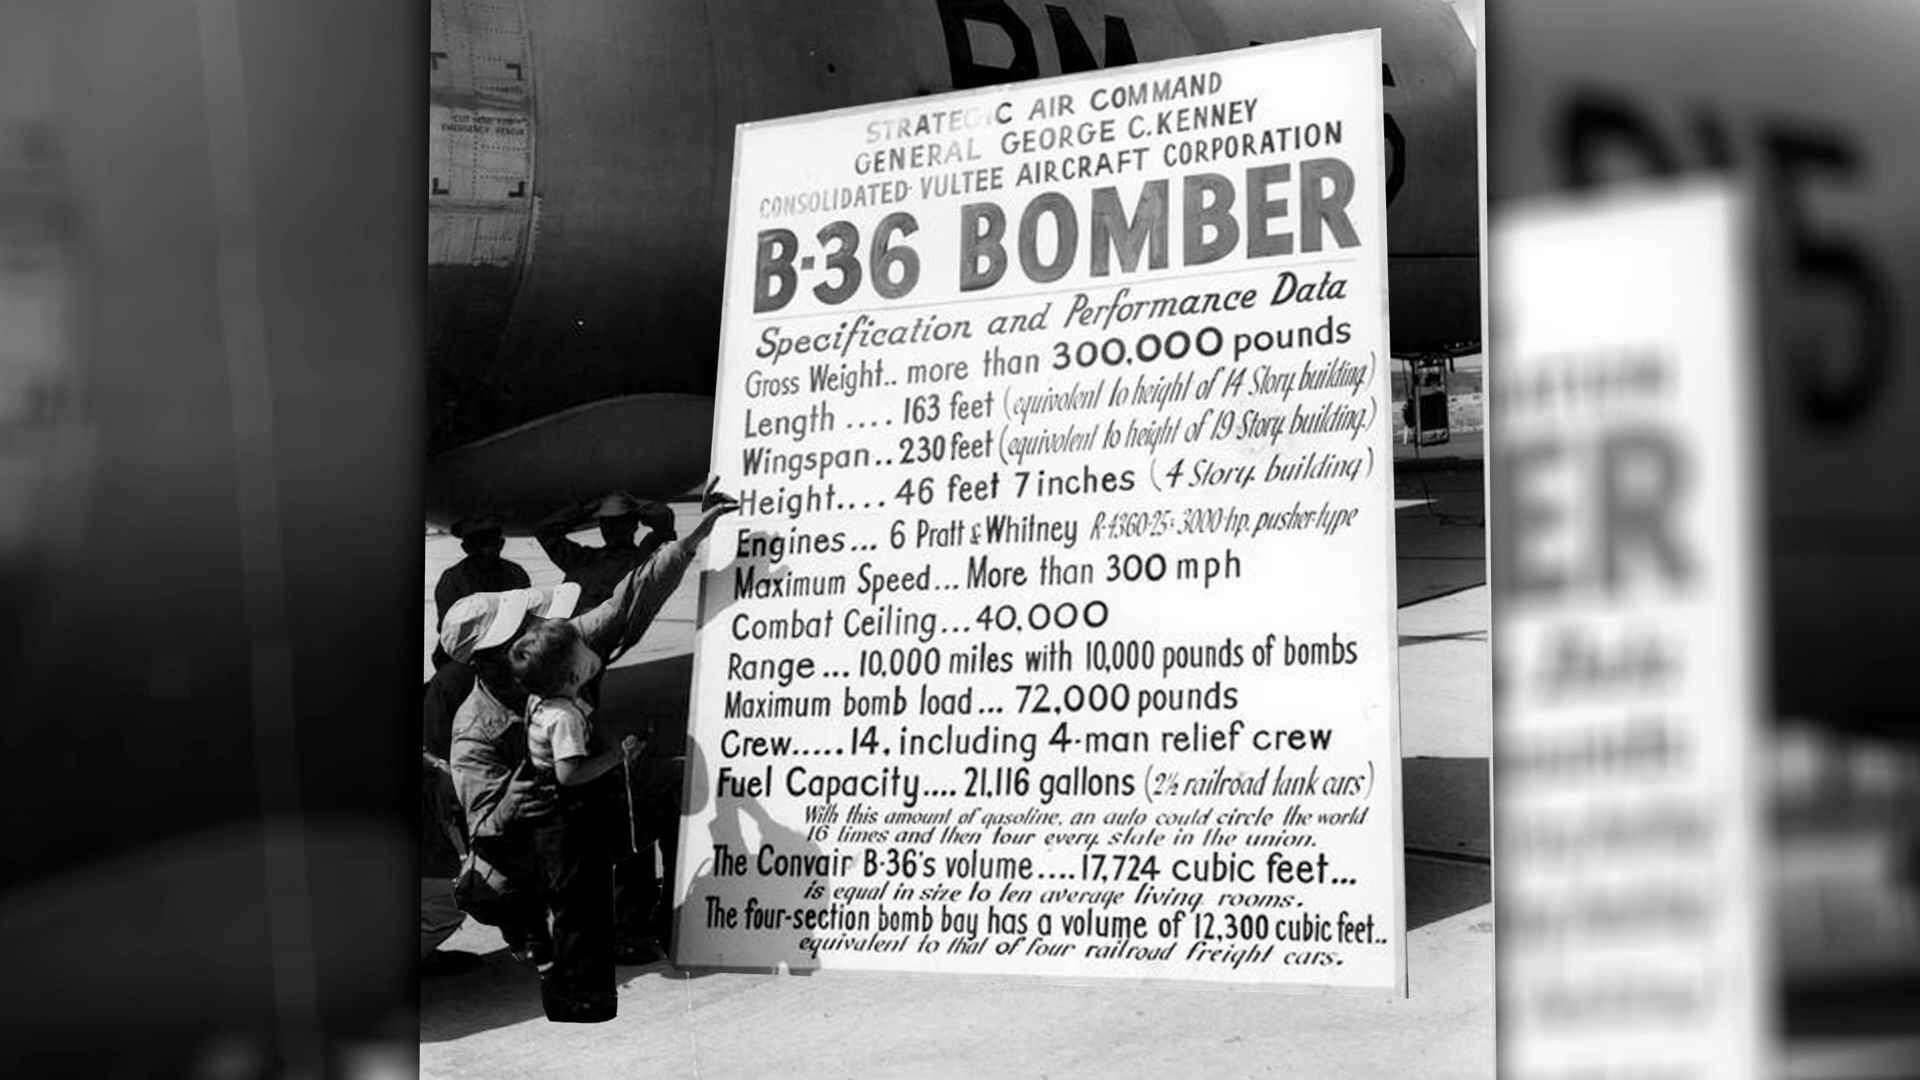 BM
CUT HERE FOR
EMERGENCY RESCUE
STRATEGIC AIR COMMAND
GENERAL GEORGE C. KENNEY
CONSOLIDATED VULTEE AIRCRAFT CORPORATION
B-36 BOMBER
Specification and Performance Data
Gross Weight.. more than 300,000 pounds
Length .... 163 feet (equivalent to height of 14 Story building)
Wingspan.. 230 feet (equivalent to height of 19 Story building)
Height.... 46 feet 7 inches (4 Story building)
Engines... 6 Pratt & Whitney R-4360-25: 3000-hp. pusher-type
Maximum Speed... More than 300 mph
Combat Ceiling... 40,000
Range ... 10,000 miles with 10,000 pounds of bombs
Maximum bomb load... 72,000 pounds
Crew.....14, including 4-man relief crew
Fuel Capacity.... 21,116 gallons (2½ railroad tank cars)
With this amount of gasoline, an auto could circle the world
16 times and then tour every state in the union.
The Convair B-36's volume....17,724 cubic feet...
is equal in size to ten average living rooms.
The four-section bomb bay has a volume of 12,300 cubic feet..
equivalent to that of four railroad freight cars.